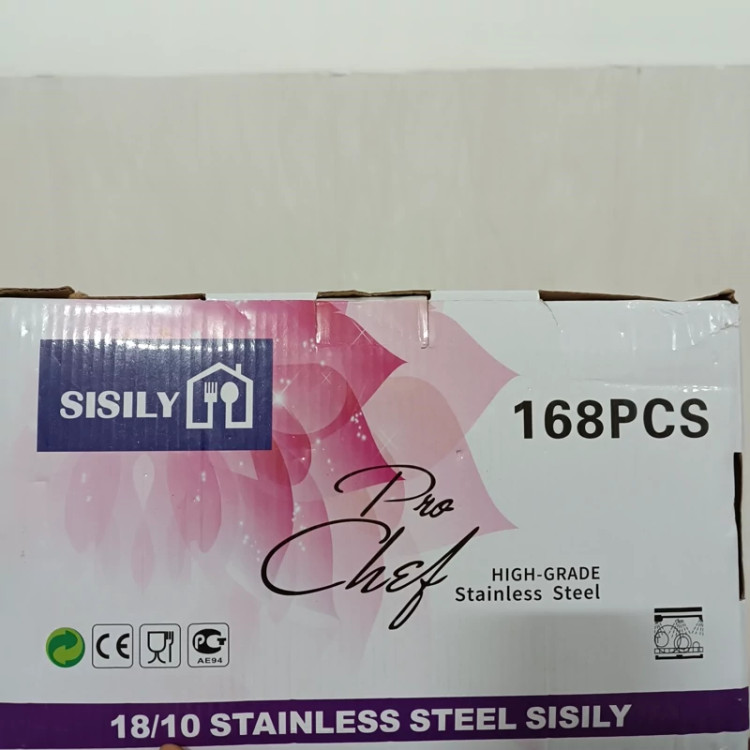 SISILY
168PCS
Pro
Chef
HIGH-GRADE
Stainless Steel
CE
PCT
AE94
18/10 STAINLESS STEEL SISILY